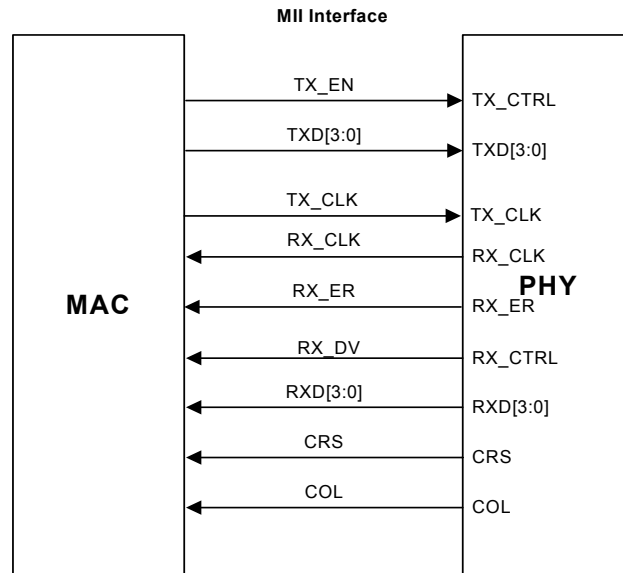 MII Interface
TX_EN
TX_CTRL
TXD[3:0]
TXD[3:0]
TX_CLK
TX_CLK
RX_CLK
RX_CLK
MAC
PHY
RX_ER
RX_ER
RX_DV
RX_CTRL
RXD[3:0]
RXD[3:0]
CRS
CRS
COL
COL